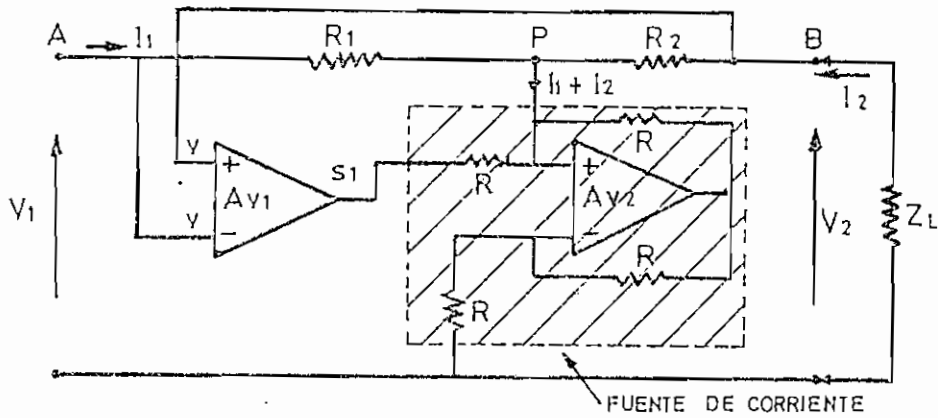 A
I1
R1
P
R2
B
I1 + I2
I2
R
V
+
S1
R
+
V1
AV1
AV2
V2
ZL
V
−
−
R
R
FUENTE DE CORRIENTE